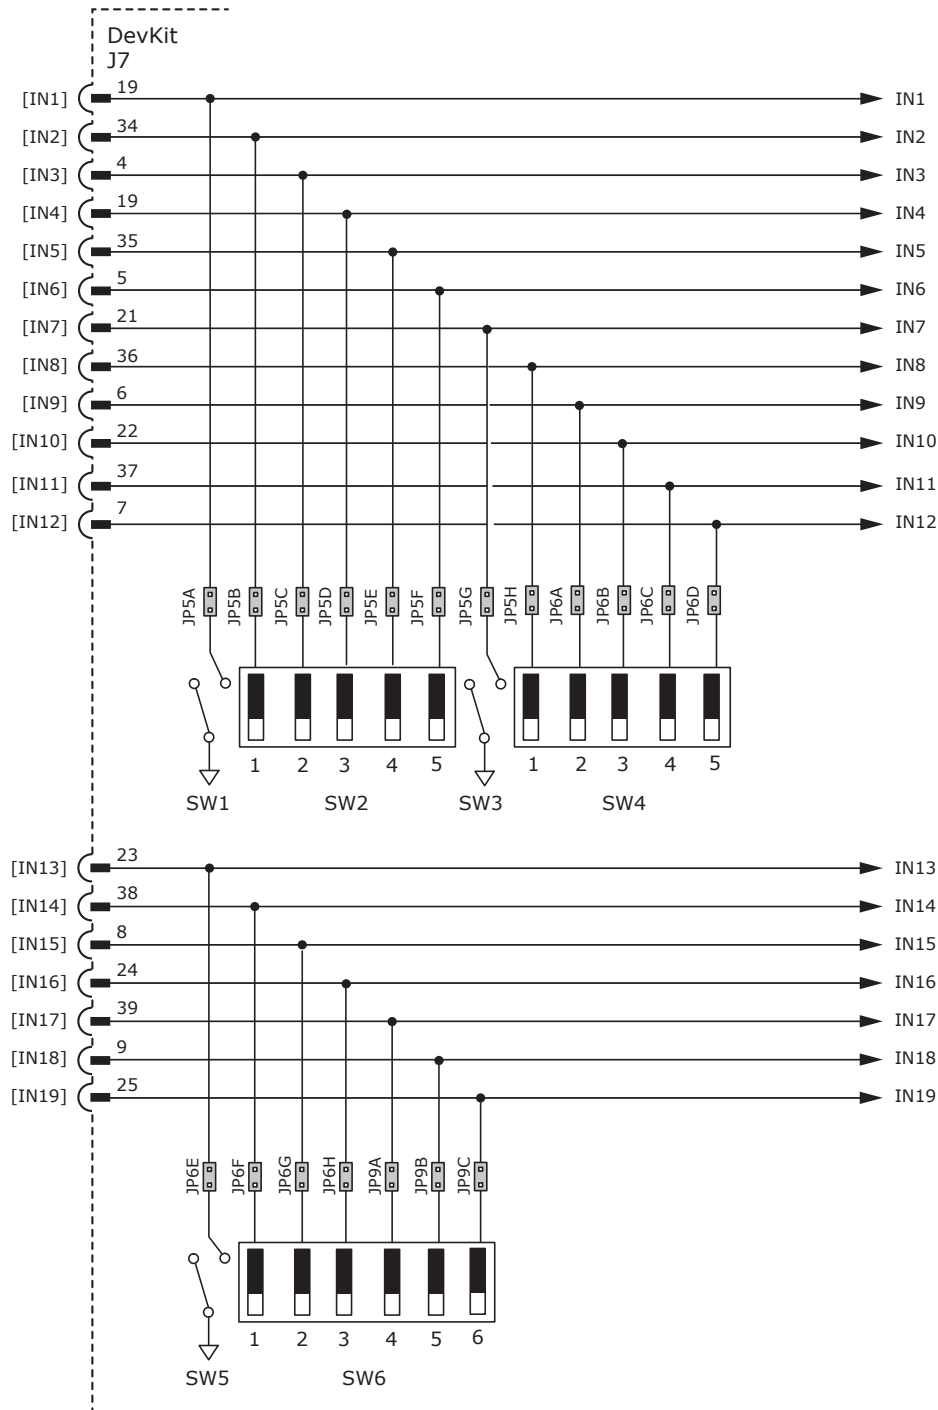 DevKit
J7
[IN1] 19 IN1
[IN2] 34 IN2
[IN3] 4 IN3
[IN4] 19 IN4
[IN5] 35 IN5
[IN6] 5 IN6
[IN7] 21 IN7
[IN8] 36 IN8
[IN9] 6 IN9
[IN10] 22 IN10
[IN11] 37 IN11
[IN12] 7 IN12
JP5A JP5B JP5C JP5D JP5E JP5F JP5G JP5H JP6A JP6B JP6C JP6D
1 2 3 4 5 1 2 3 4 5
SW1 SW2 SW3 SW4
[IN13] 23 IN13
[IN14] 38 IN14
[IN15] 8 IN15
[IN16] 24 IN16
[IN17] 39 IN17
[IN18] 9 IN18
[IN19] 25 IN19
JP6E JP6F JP6G JP6H JP9A JP9B JP9C
1 2 3 4 5 6
SW5 SW6